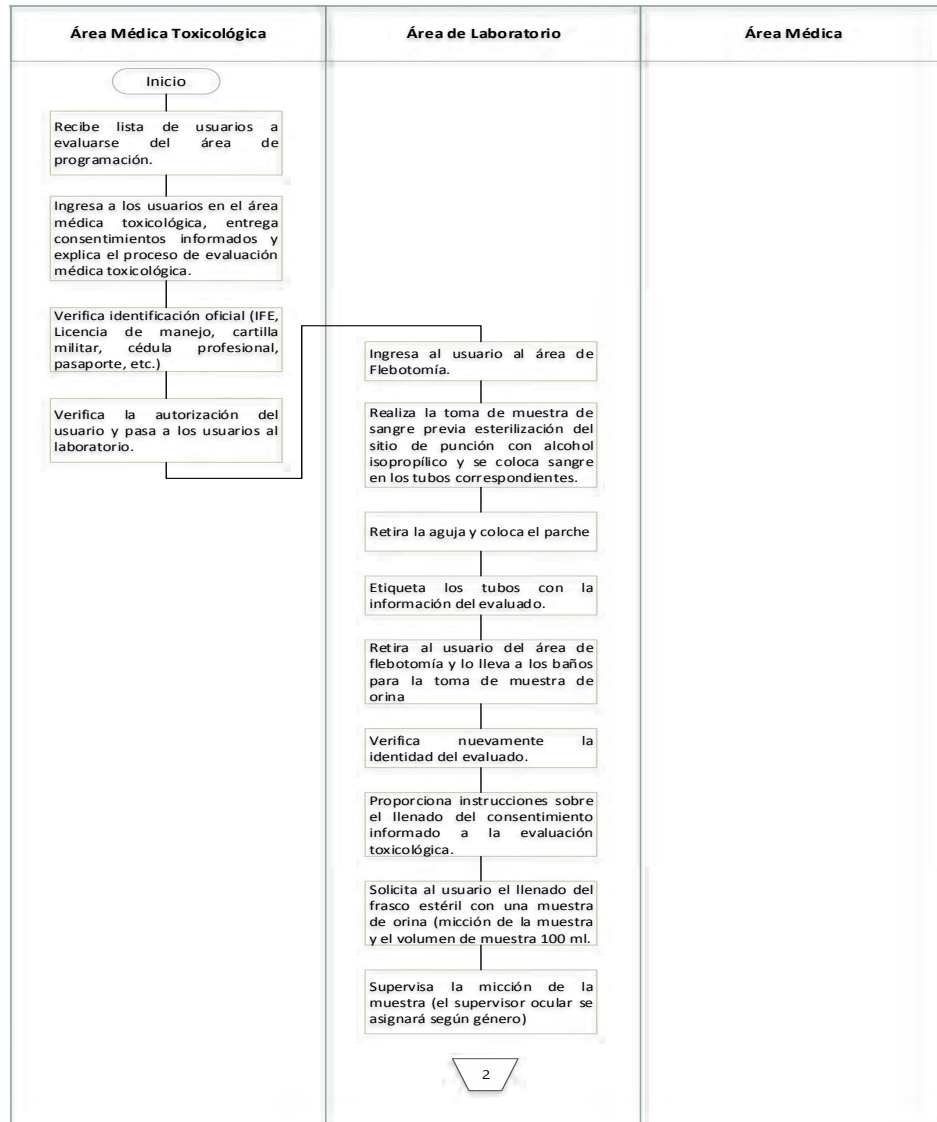 Área Médica Toxicológica
Área de Laboratorio
Área Médica
Inicio
Recibe lista de usuarios a
evaluarse del área de
programación.
Ingresa a los usuarios en el área
médica toxicológica, entrega
consentimientos informados y
explica el proceso de evaluación
médica toxicológica.
Verifica identificación oficial (IFE,
Licencia de manejo, cartilla
militar, cédula profesional,
pasaporte, etc.)
Verifica la autorización del
usuario y pasa a los usuarios al
laboratorio.
Ingresa al usuario al área de
Flebotomía.
Realiza la toma de muestra de
sangre previa esterilización del
sitio de punción con alcohol
isopropílico y se coloca sangre
en los tubos correspondientes.
Retira la aguja y coloca el parche
Etiqueta los tubos con la
información del evaluado.
Retira al usuario del área de
flebotomía y lo lleva a los baños
para la toma de muestra de
orina
Verifica nuevamente la
identidad del evaluado.
Proporciona instrucciones sobre
el llenado del consentimiento
informado a la evaluación
toxicológica.
Solicita al usuario el llenado del
frasco estéril con una muestra
de orina (micción de la muestra
y el volumen de muestra 100 ml.
Supervisa la micción de la
muestra (el supervisor ocular se
asignará según género)
2